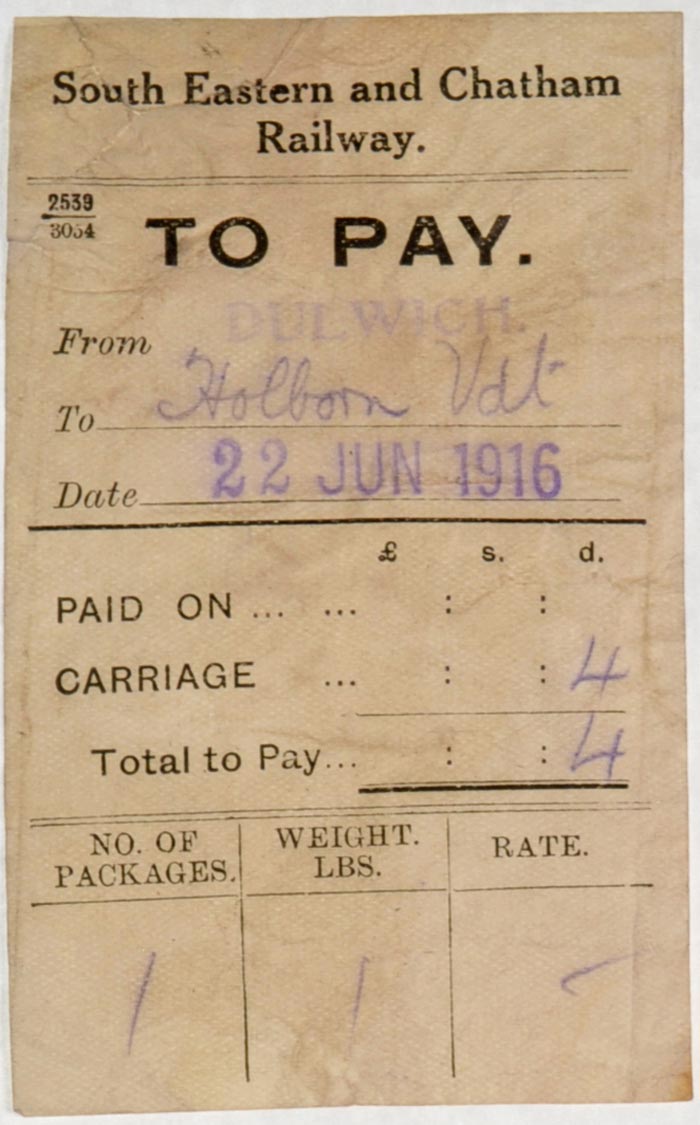 South Eastern and Chatham
Railway.
2539
3054
TO PAY.
From DULWICH.
To Holborn Vdt
Date 22 JUN 1916
£ s. d.
PAID ON ... ... : :
CARRIAGE ... : : 4
Total to Pay... : : 4
NO. OF PACKAGES. WEIGHT. LBS. RATE.
1 1 –